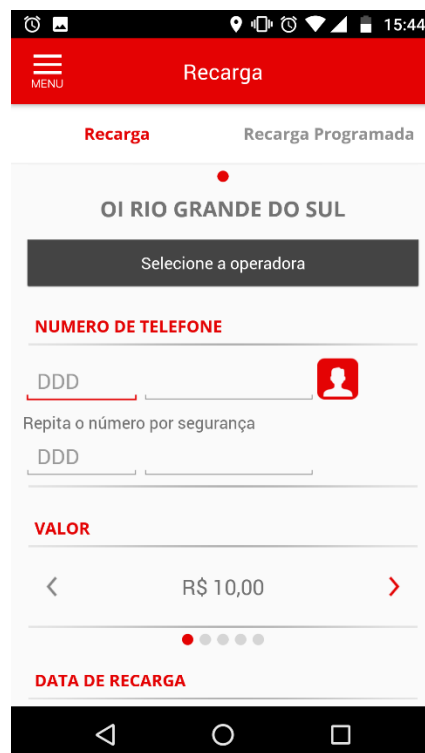 15:44
MENU
Recarga
Recarga Recarga Programada
OI RIO GRANDE DO SUL
Selecione a operadora
NUMERO DE TELEFONE
DDD
Repita o número por segurança
DDD
VALOR
R$ 10,00
DATA DE RECARGA